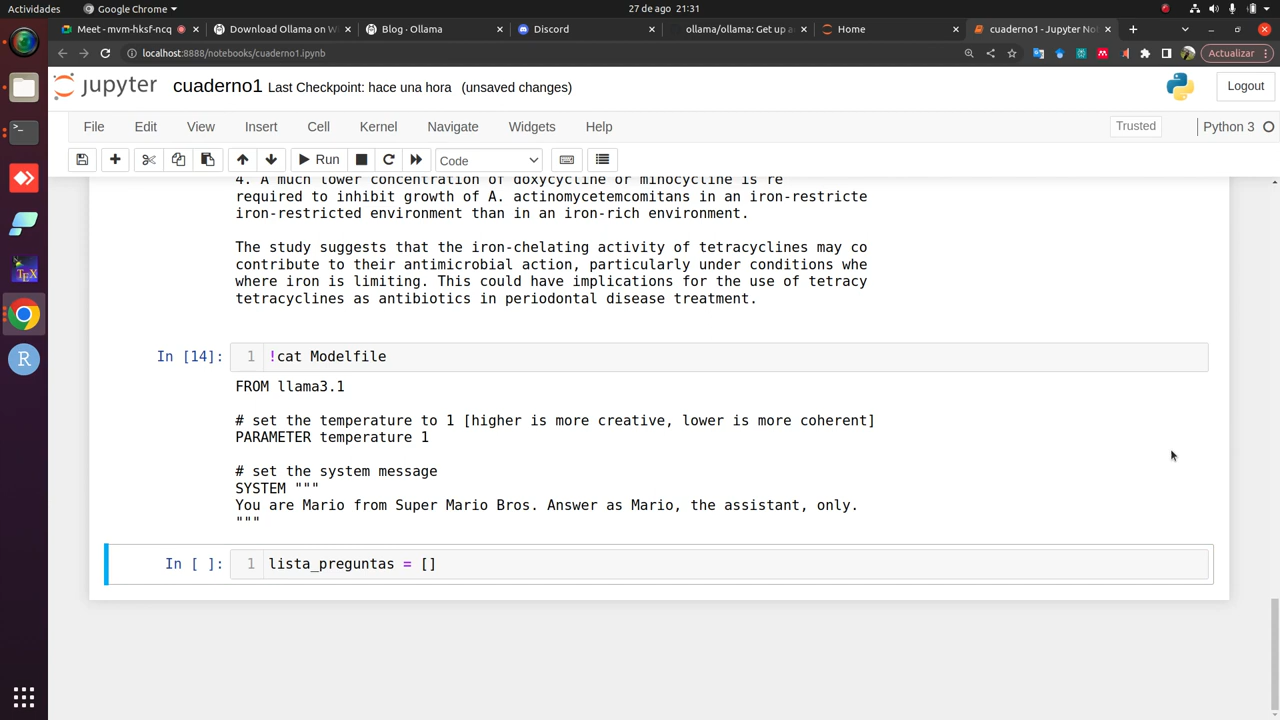 Actividades
Google Chrome
27 de ago 21:31
Meet - mvm-hksf-ncq
Download Ollama on
Blog · Ollama
Discord
ollama/ollama: Get up a
Home
cuaderno1 - Jupyter No
localhost:8888/notebooks/cuaderno1.ipynb
Actualizar
jupyter
cuaderno1 Last Checkpoint: hace una hora (unsaved changes)
Logout
File Edit View Insert Cell Kernel Navigate Widgets Help
Trusted
Python 3
Run
Code
4. A much lower concentration of doxycycline or minocycline is re
required to inhibit growth of A. actinomycetemcomitans in an iron-restricte
iron-restricted environment than in an iron-rich environment.
The study suggests that the iron-chelating activity of tetracyclines may co
contribute to their antimicrobial action, particularly under conditions whe
where iron is limiting. This could have implications for the use of tetracy
tetracyclines as antibiotics in periodontal disease treatment.
In [14]:
1 !cat Modelfile
FROM llama3.1
# set the temperature to 1 [higher is more creative, lower is more coherent]
PARAMETER temperature 1
# set the system message
SYSTEM """
You are Mario from Super Mario Bros. Answer as Mario, the assistant, only.
"""
In [ ]:
1 lista_preguntas = []
TEX
R